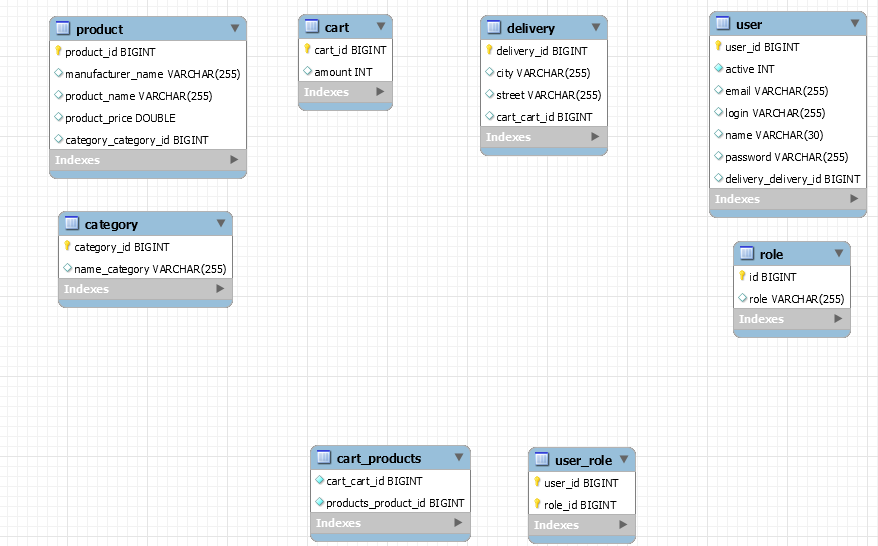 product
product_id BIGINT
manufacturer_name VARCHAR(255)
product_name VARCHAR(255)
product_price DOUBLE
category_category_id BIGINT
Indexes
cart
cart_id BIGINT
amount INT
Indexes
delivery
delivery_id BIGINT
city VARCHAR(255)
street VARCHAR(255)
cart_cart_id BIGINT
Indexes
user
user_id BIGINT
active INT
email VARCHAR(255)
login VARCHAR(255)
name VARCHAR(30)
password VARCHAR(255)
delivery_delivery_id BIGINT
Indexes
category
category_id BIGINT
name_category VARCHAR(255)
Indexes
role
id BIGINT
role VARCHAR(255)
Indexes
cart_products
cart_cart_id BIGINT
products_product_id BIGINT
Indexes
user_role
user_id BIGINT
role_id BIGINT
Indexes